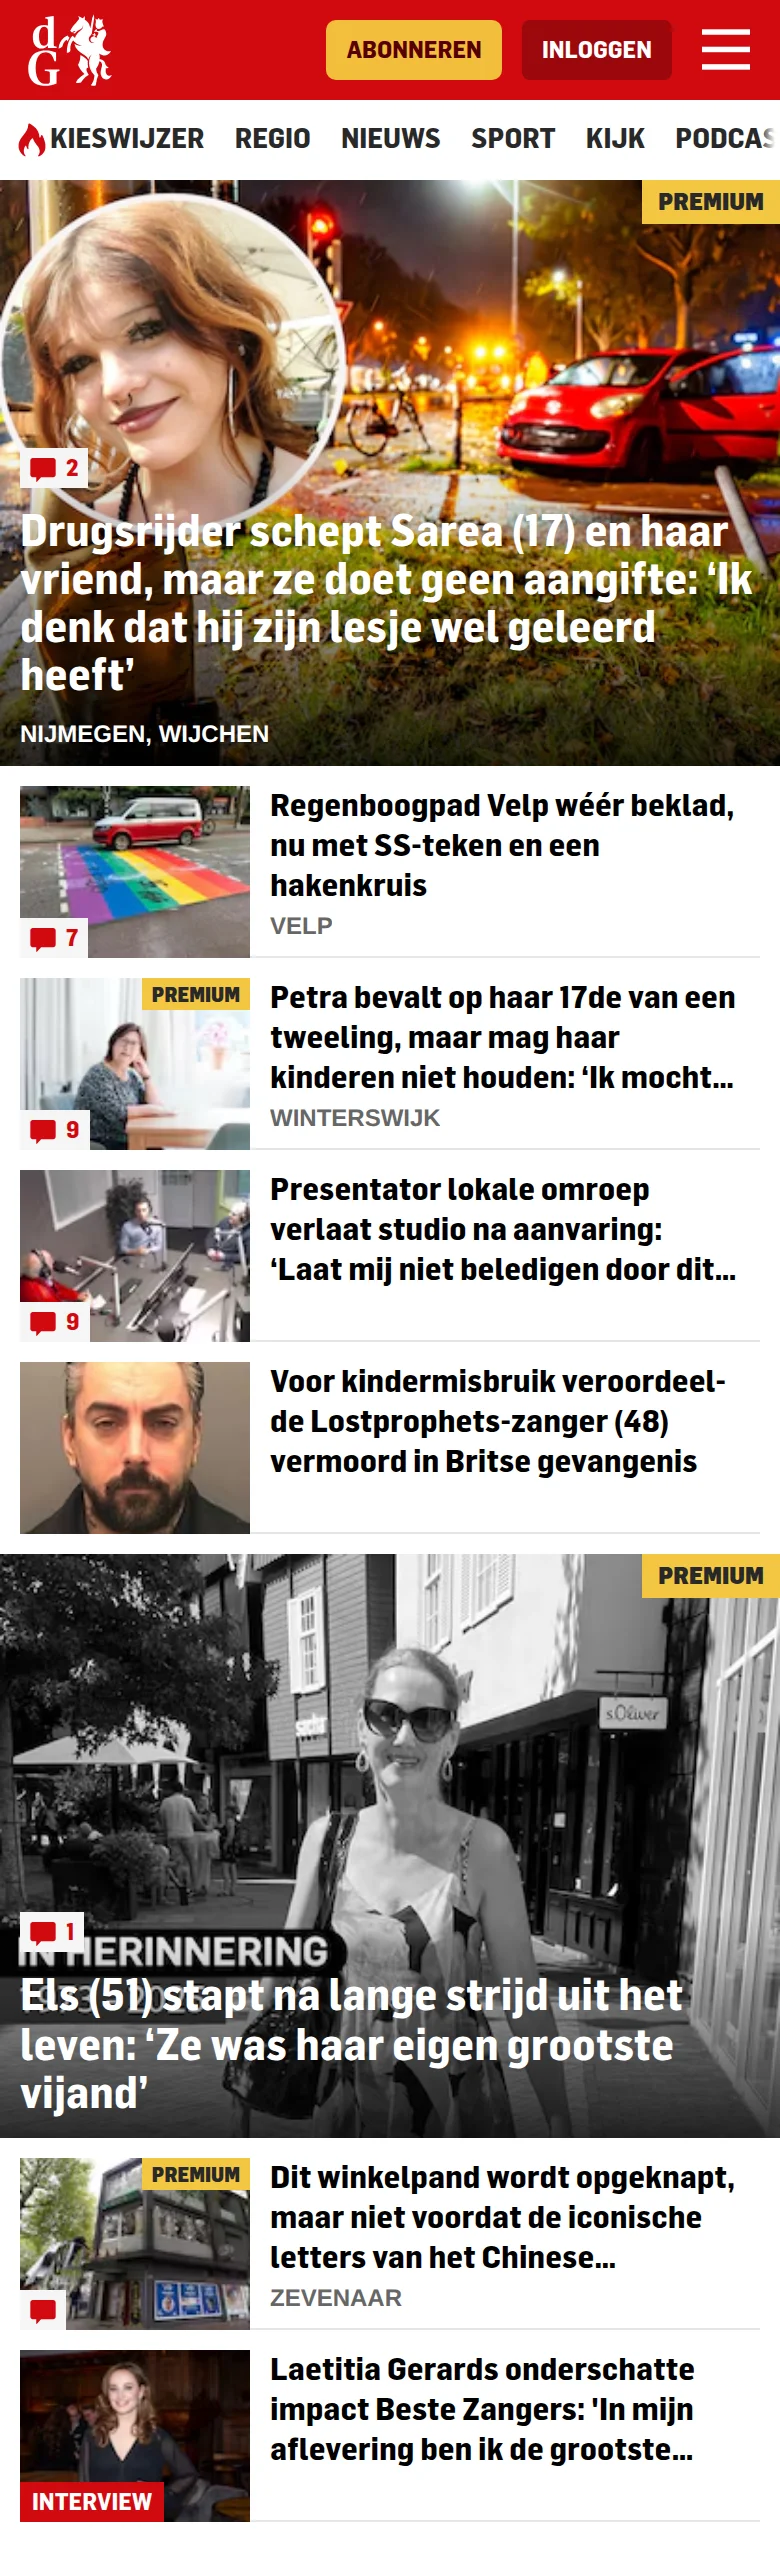 dG
ABONNEREN
INLOGGEN
KIESWIJZER REGIO NIEUWS SPORT KIJK PODCAS
PREMIUM
2
Drugsrijder schept Sarea (17) en haar
vriend, maar ze doet geen aangifte: ‘Ik
denk dat hij zijn lesje wel geleerd
heeft’
NIJMEGEN, WIJCHEN
Regenboogpad Velp wéér beklad,
nu met SS-teken en een
hakenkruis
VELP
7
PREMIUM
Petra bevalt op haar 17de van een
tweeling, maar mag haar
kinderen niet houden: ‘Ik mocht...
WINTERSWIJK
9
Presentator lokale omroep
verlaat studio na aanvaring:
‘Laat mij niet beledigen door dit...
9
Voor kindermisbruik veroordeel-
de Lostprophets-zanger (48)
vermoord in Britse gevangenis
PREMIUM
s.Oliver
1
IN HERINNERING
Els (51) stapt na lange strijd uit het
leven: ‘Ze was haar eigen grootste
vijand’
PREMIUM
Dit winkelpand wordt opgeknapt,
maar niet voordat de iconische
letters van het Chinese...
ZEVENAAR
Laetitia Gerards onderschatte
impact Beste Zangers: 'In mijn
aflevering ben ik de grootste...
INTERVIEW